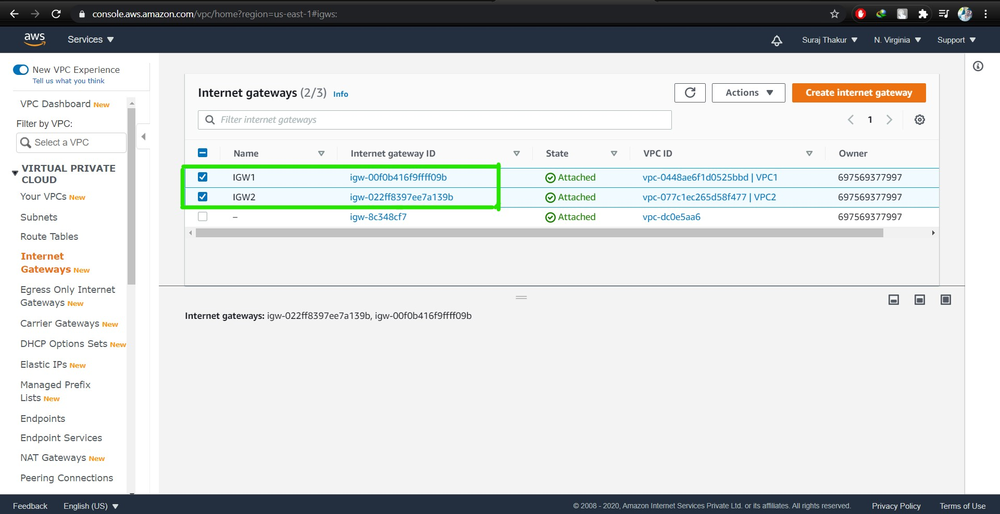 console.aws.amazon.com/vpc/home?region=us-east-1#igws:
aws Services Suraj Thakur N. Virginia Support
New VPC Experience
Tell us what you think
VPC Dashboard New
Filter by VPC:
Select a VPC
VIRTUAL PRIVATE
CLOUD
Your VPCs New
Subnets
Route Tables
Internet
Gateways New
Egress Only Internet
Gateways New
Carrier Gateways New
DHCP Options Sets New
Elastic IPs New
Managed Prefix
Lists New
Endpoints
Endpoint Services
NAT Gateways New
Peering Connections
Internet gateways (2/3) Info Actions Create internet gateway
Filter internet gateways 1
Name Internet gateway ID State VPC ID Owner
IGW1 igw-00f0b416f9ffff09b Attached vpc-0448ae6f1d0525bbd | VPC1 697569377997
IGW2 igw-022ff8397ee7a139b Attached vpc-077c1ec265d58f477 | VPC2 697569377997
– igw-8c348cf7 Attached vpc-dc0e5aa6 697569377997
Internet gateways: igw-022ff8397ee7a139b, igw-00f0b416f9ffff09b
Feedback English (US) © 2008 - 2020, Amazon Internet Services Private Ltd. or its affiliates. All rights reserved. Privacy Policy Terms of Use